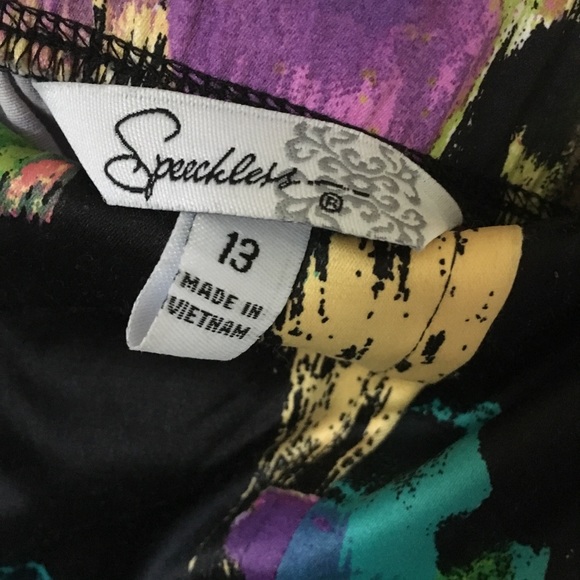 Speechless
®
13
MADE IN
VIETNAM